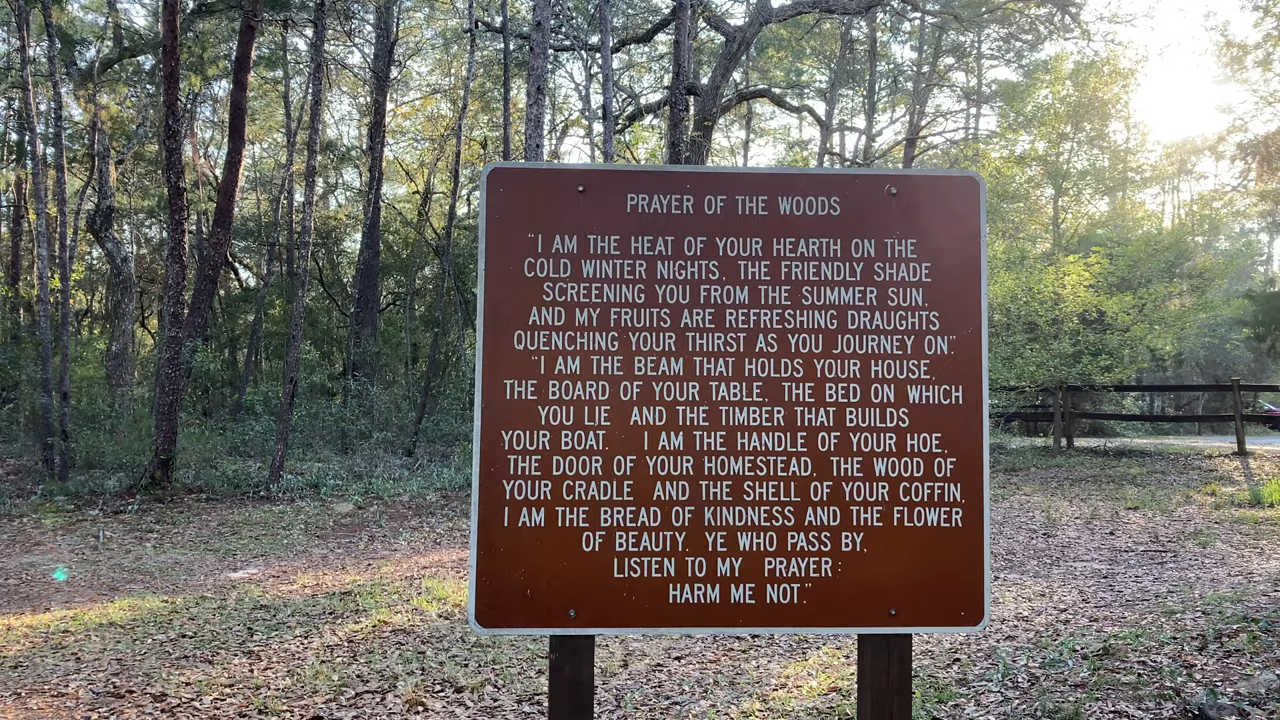 PRAYER OF THE WOODS
"I AM THE HEAT OF YOUR HEARTH ON THE
COLD WINTER NIGHTS, THE FRIENDLY SHADE
SCREENING YOU FROM THE SUMMER SUN,
AND MY FRUITS ARE REFRESHING DRAUGHTS
QUENCHING YOUR THIRST AS YOU JOURNEY ON".
"I AM THE BEAM THAT HOLDS YOUR HOUSE,
THE BOARD OF YOUR TABLE, THE BED ON WHICH
YOU LIE AND THE TIMBER THAT BUILDS
YOUR BOAT. I AM THE HANDLE OF YOUR HOE,
THE DOOR OF YOUR HOMESTEAD, THE WOOD OF
YOUR CRADLE AND THE SHELL OF YOUR COFFIN,
I AM THE BREAD OF KINDNESS AND THE FLOWER
OF BEAUTY. YE WHO PASS BY,
LISTEN TO MY PRAYER:
HARM ME NOT."